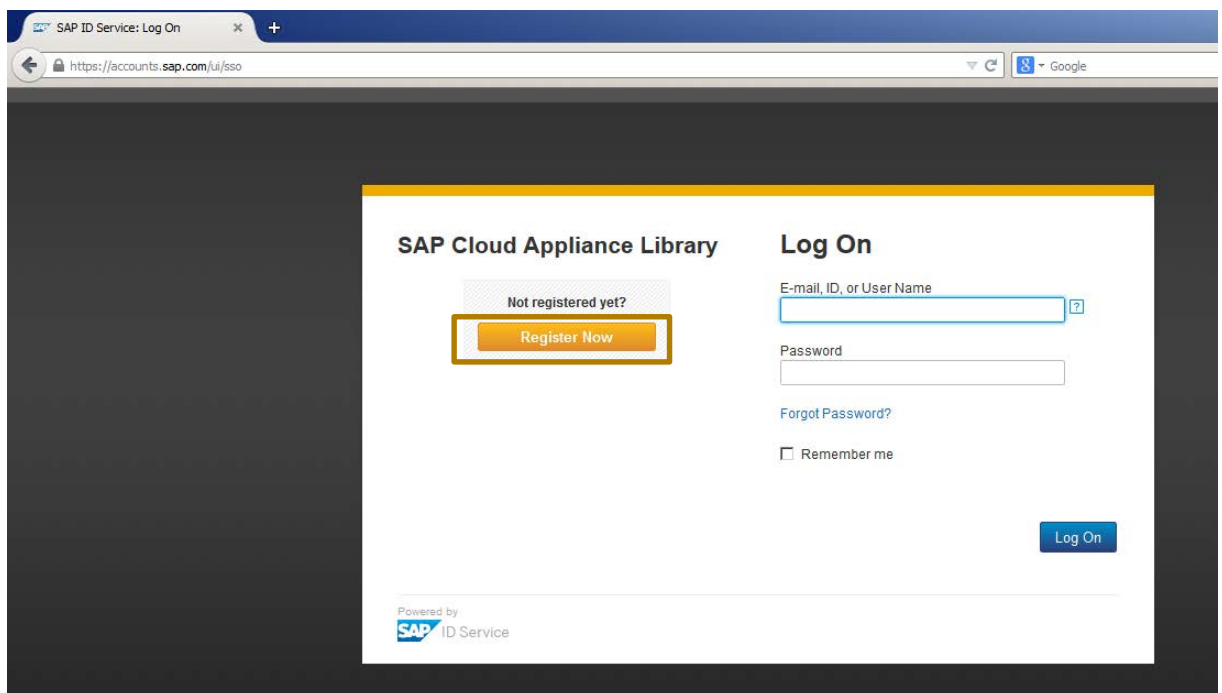 SAP ID Service: Log On
https://accounts.sap.com/ui/sso
8 Google
SAP Cloud Appliance Library
Not registered yet?
Register Now
Log On
E-mail, ID, or User Name
?
Password
Forgot Password?
Remember me
Log On
Powered by
SAP ID Service